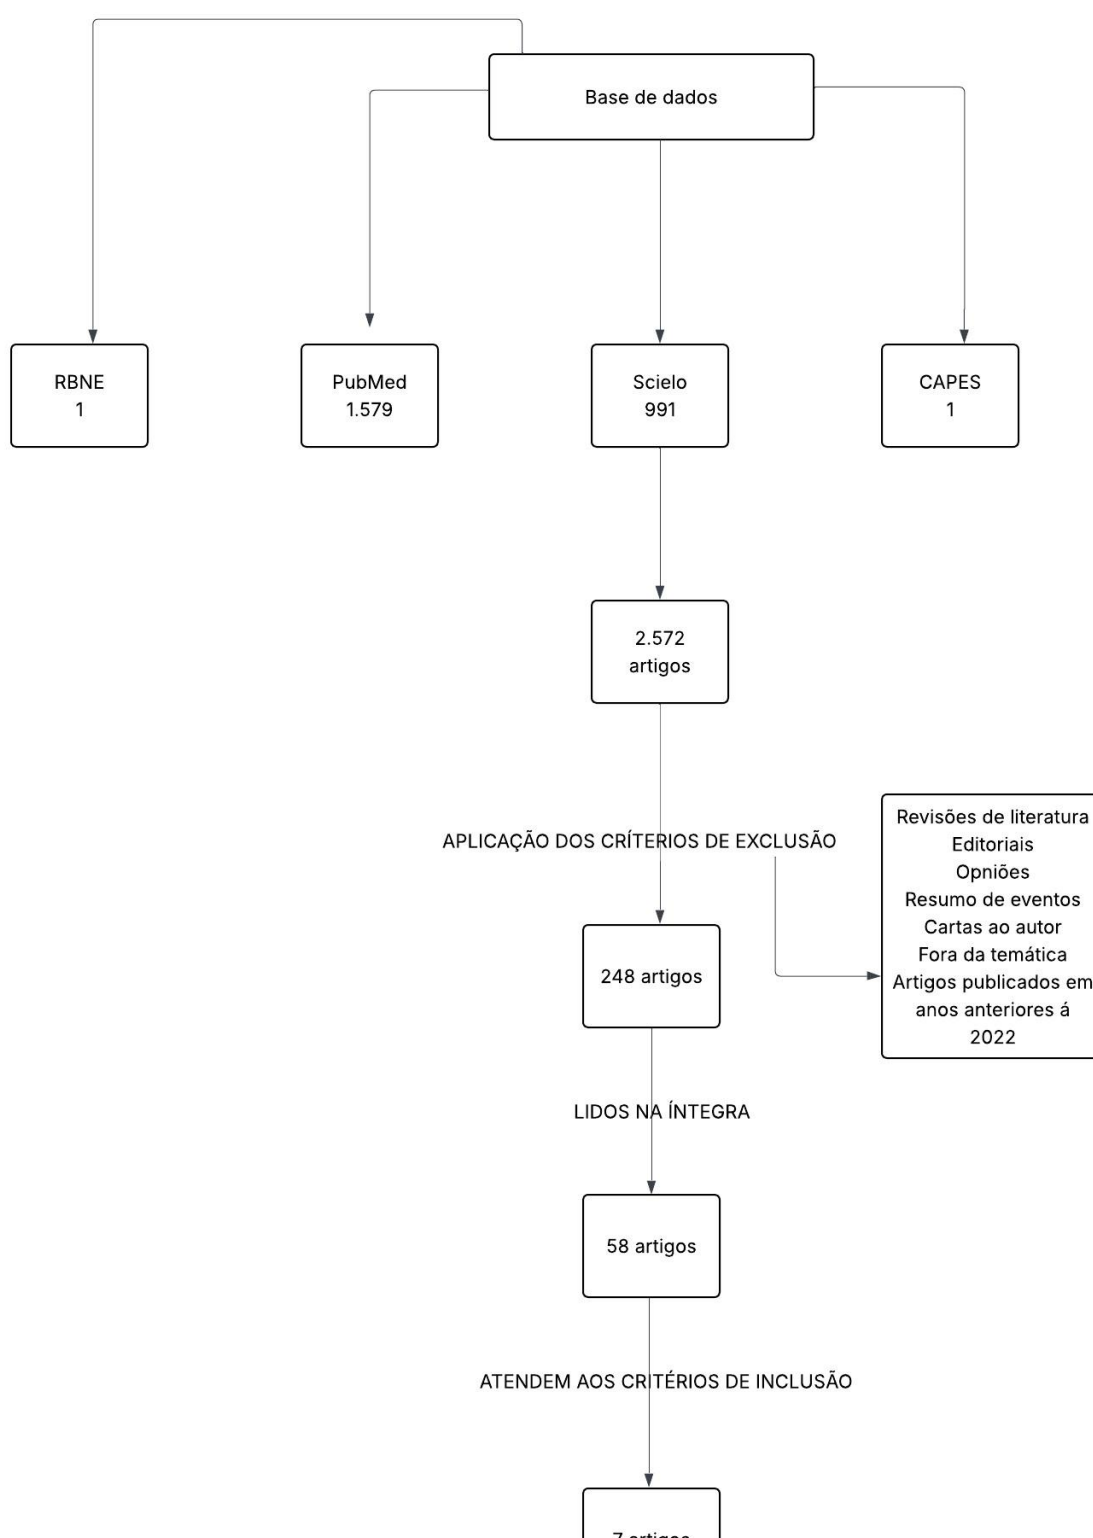 Base de dados
RBNE
1
PubMed
1.579
Scielo
991
CAPES
1
2.572
artigos
APLICAÇÃO DOS CRÍTERIOS DE EXCLUSÃO
Revisões de literatura
Editoriais
Opniões
Resumo de eventos
Cartas ao autor
Fora da temática
Artigos publicados em
anos anteriores á
2022
248 artigos
LIDOS NA ÍNTEGRA
58 artigos
ATENDEM AOS CRITÉRIOS DE INCLUSÃO
7 artigos